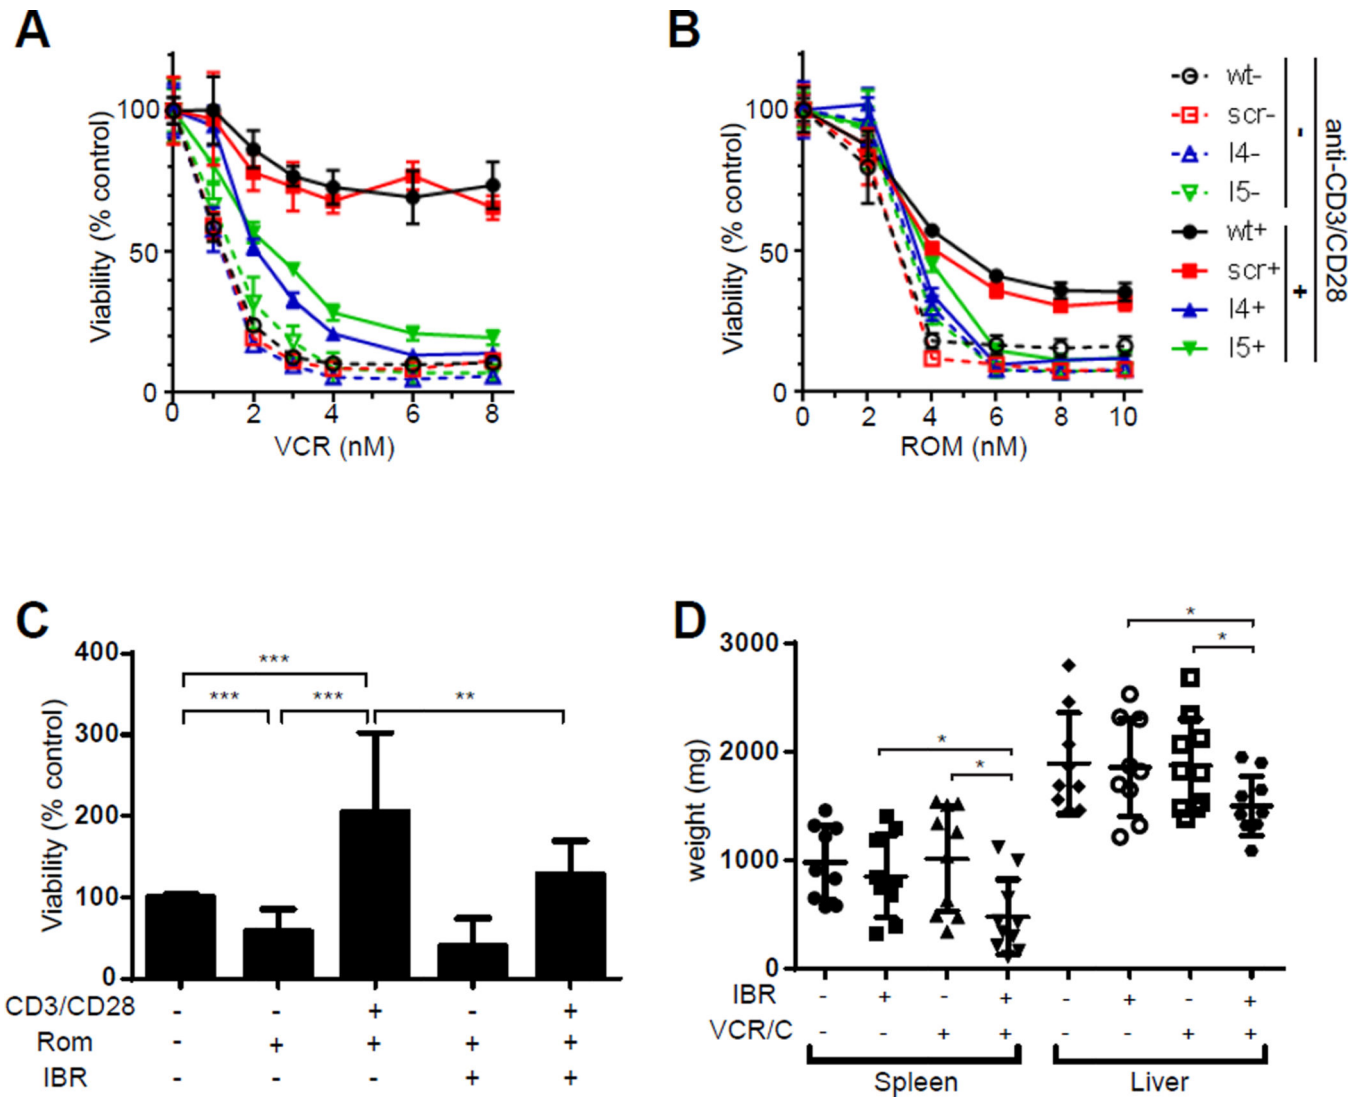 A
Viability (% control)
100
50
0
0 2 4 6 8
VCR (nM)
B
Viability (% control)
100
50
0
0 2 4 6 8 10
ROM (nM)
wt-
scr-
I4-
I5-
wt+
scr+
I4+
I5+
-
+
anti-CD3/CD28
C
Viability (% control)
400
300
200
100
0
***
*** *** **
CD3/CD28 - - + - +
Rom - + + + +
IBR - - - + +
D
weight (mg)
3000
2000
1000
0
*
*
*
*
IBR - + - + - + - +
VCR/C - - + + - - + +
Spleen Liver